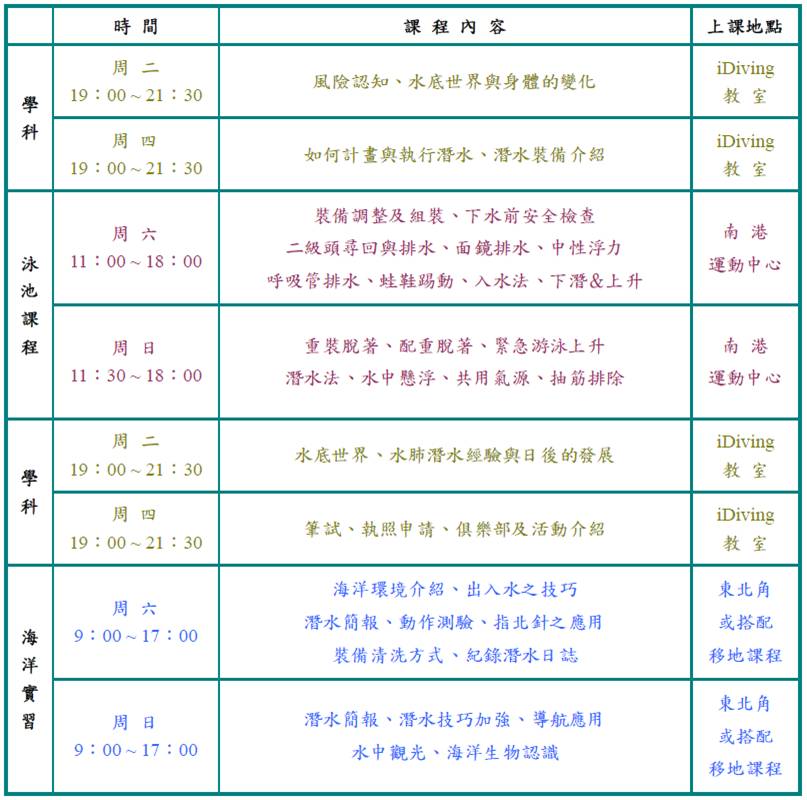 時 間
課 程 內 容
上課地點
學
科
周 二
19：00 ~ 21：30
風險認知、水底世界與身體的變化
iDiving
教 室
周 四
19：00 ~ 21：30
如何計畫與執行潛水、潛水裝備介紹
iDiving
教 室
泳
池
課
程
周 六
11：00 ~ 18：00
裝備調整及組裝、下水前安全檢查
二級頭尋回與排水、面鏡排水、中性浮力
呼吸管排水、蛙鞋踢動、入水法、下潛&上升
南 港
運動中心
周 日
11：30 ~ 18：00
重裝脫著、配重脫著、緊急游泳上升
潛水法、水中懸浮、共用氣源、抽筋排除
南 港
運動中心
學
科
周 二
19：00 ~ 21：30
水底世界、水肺潛水經驗與日後的發展
iDiving
教 室
周 四
19：00 ~ 21：30
筆試、執照申請、俱樂部及活動介紹
iDiving
教 室
海
洋
實
習
周 六
9：00 ~ 17：00
海洋環境介紹、出入水之技巧
潛水簡報、動作測驗、指北針之應用
裝備清洗方式、紀錄潛水日誌
東北角
或搭配
移地課程
周 日
9：00 ~ 17：00
潛水簡報、潛水技巧加強、導航應用
水中觀光、海洋生物認識
東北角
或搭配
移地課程